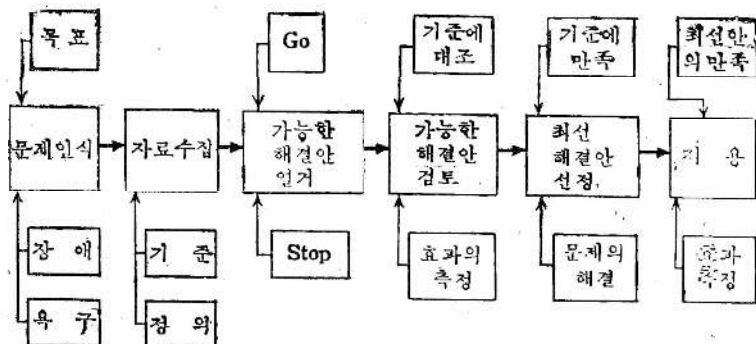 목 표
Go
기준에
대조
기준에
만족
최선안
의 만족
문제인식
자료수집
가능한
해결안
열거
가능한
해결안
검토
최선
해결안
선정
적 용
장 애
기 준
Stop
효과의
측정
문제의
해결
효과
측정
욕 구
정 의